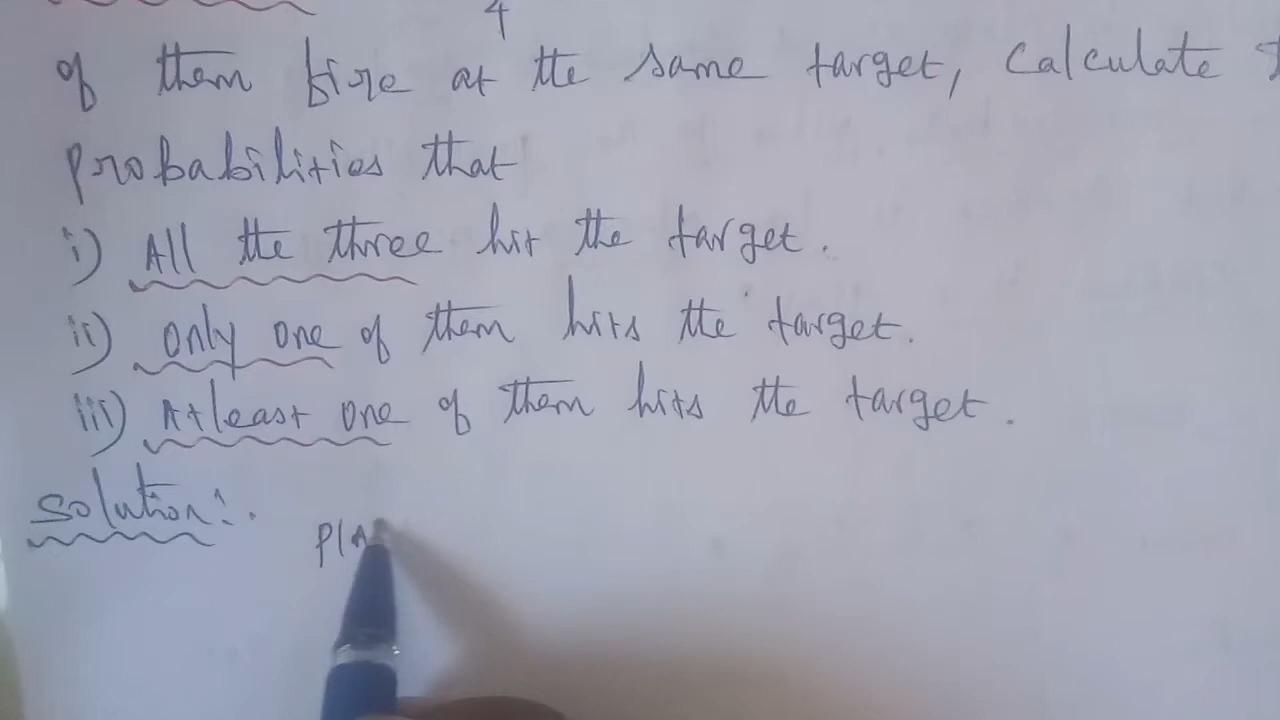 4
of them fire at the same target, Calculate
Probabilities that
i) All the three hit the target.
ii) Only one of them hits the target.
iii) Atleast one of them hits the target.
Solution:.
P(A